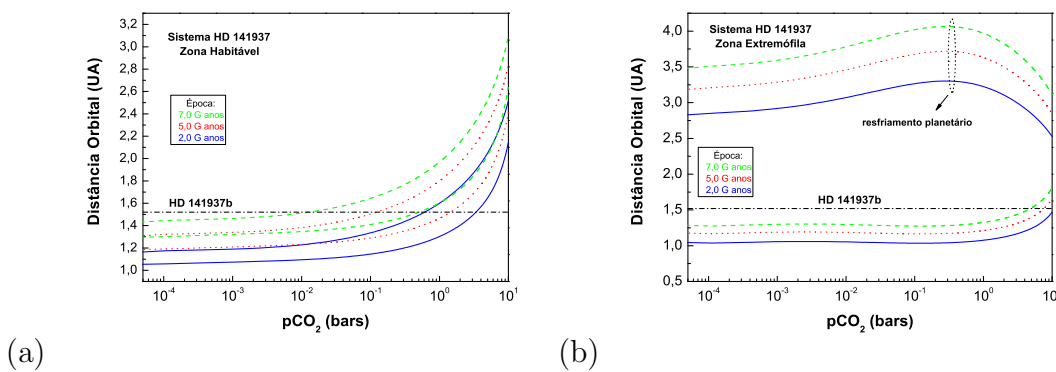 3,2
3,0
2,8
2,6
2,4
2,2
2,0
1,8
1,6
1,4
1,2
1,0
Distância Orbital (UA)
Sistema HD 141937
Zona Habitável
Época:
7,0 G anos
5,0 G anos
2,0 G anos
HD 141937b
10⁻⁴
10⁻³
10⁻²
10⁻¹
10⁰
10¹
pCO₂ (bars)
(a)
4,0
3,5
3,0
2,5
2,0
1,5
1,0
0,5
Distância Orbital (UA)
Sistema HD 141937
Zona Extremófila
resfriamento planetário
Época:
7,0 G anos
5,0 G anos
2,0 G anos
HD 141937b
10⁻⁴
10⁻³
10⁻²
10⁻¹
10⁰
10¹
pCO₂ (bars)
(b)